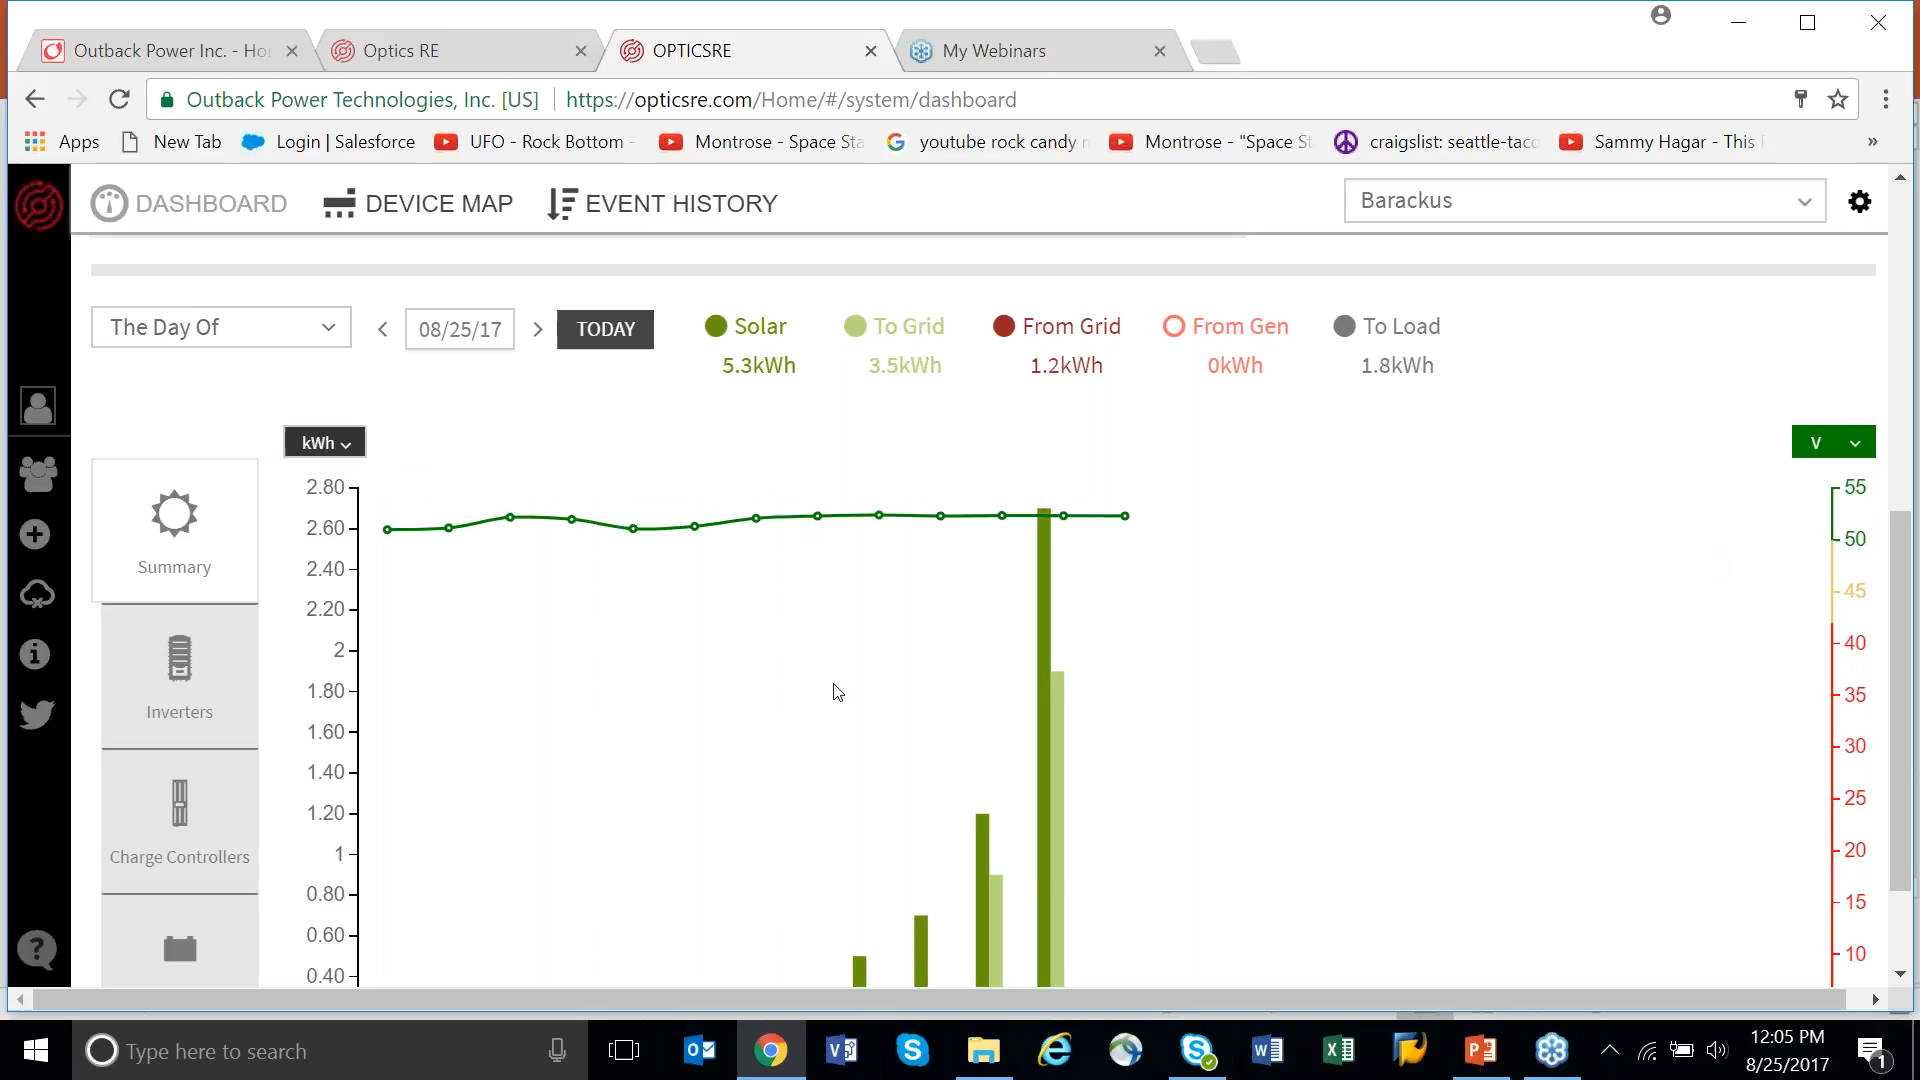 Outback Power Inc. - Ho
Optics RE
OPTICSRE
My Webinars
Outback Power Technologies, Inc. [US]
https://opticsre.com/Home/#/system/dashboard
Apps
New Tab
Login | Salesforce
UFO - Rock Bottom -
Montrose - Space Sta
youtube rock candy
Montrose - "Space St
craigslist: seattle-taco
Sammy Hagar - This
»
DASHBOARD
DEVICE MAP
EVENT HISTORY
Barackus
The Day Of
08/25/17
TODAY
Solar
To Grid
From Grid
From Gen
To Load
5.3kWh
3.5kWh
1.2kWh
0kWh
1.8kWh
kWh
V
2.80
2.60
2.40
2.20
2
1.80
1.60
1.40
1.20
1
0.80
0.60
0.40
55
50
45
40
35
30
25
20
15
10
Summary
Inverters
Charge Controllers
Type here to search
12:05 PM
8/25/2017
1